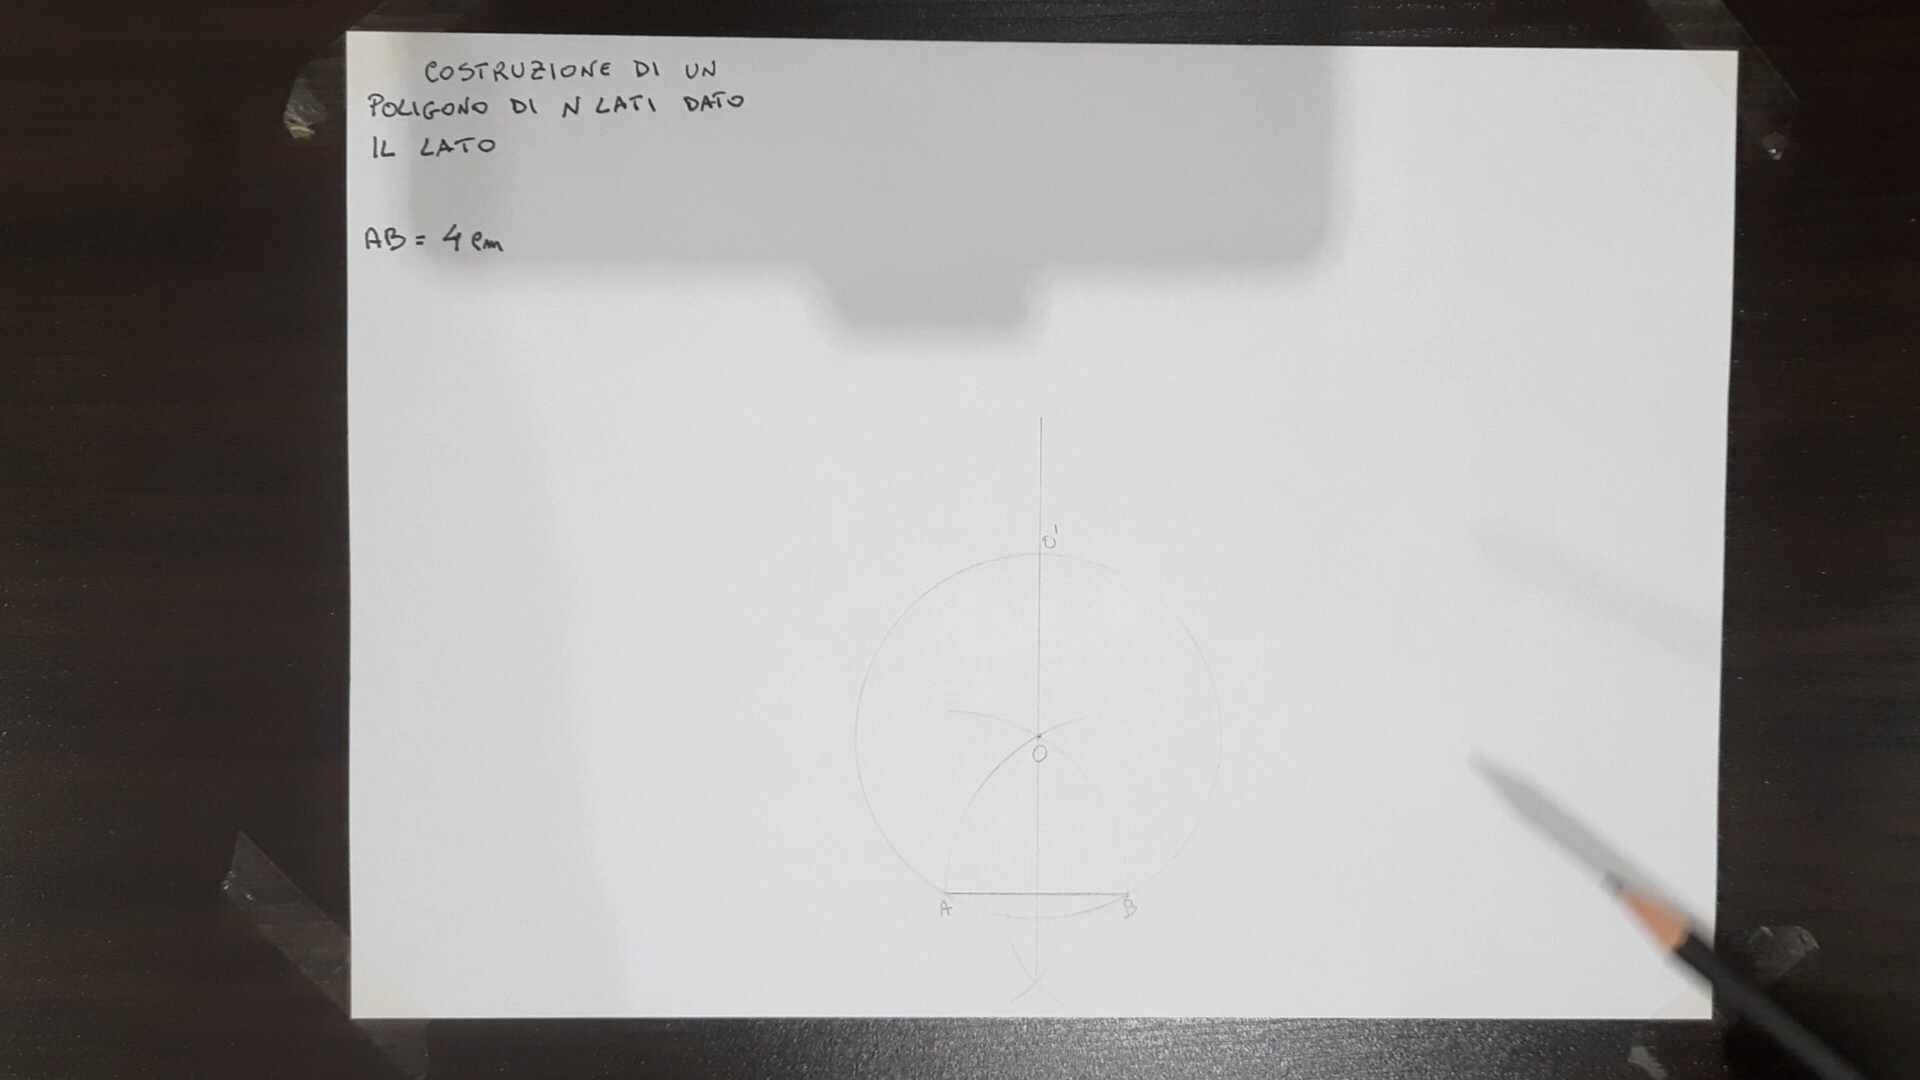 COSTRUZIONE DI UN
POLIGONO DI N LATI DATO
IL LATO
AB = 4 cm
O'
O
A
B